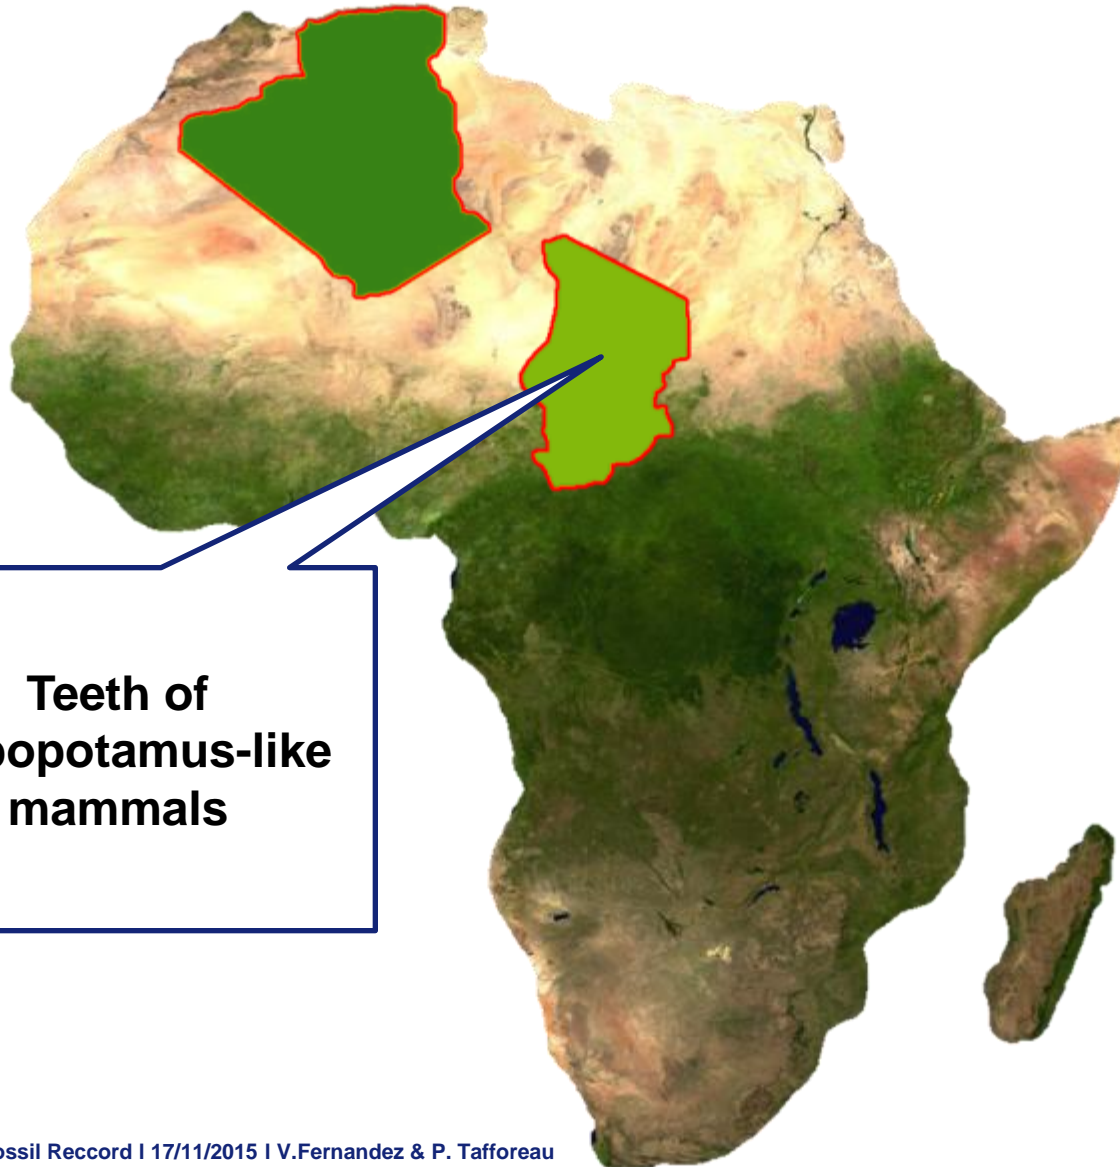 Teeth of
popotamus-like
mammals
ossil Reccord l 17/11/2015 l V.Fernandez & P. Tafforeau